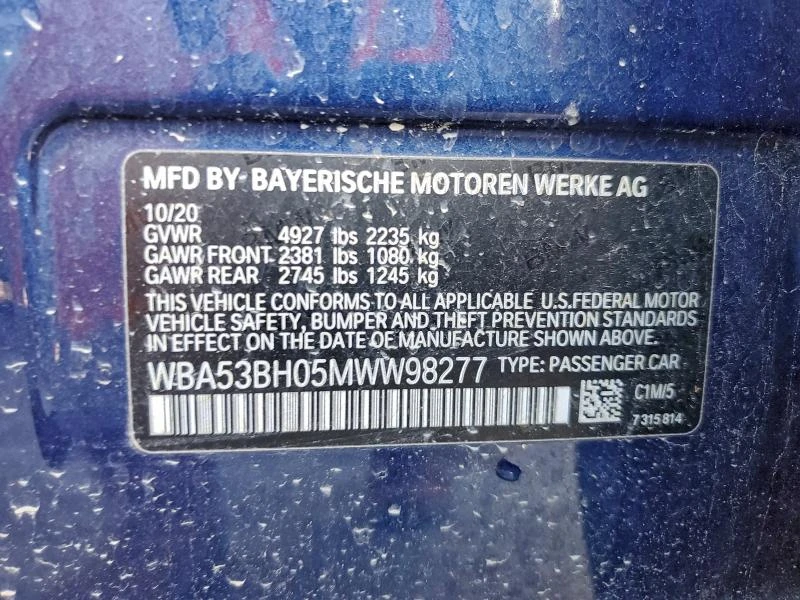 MFD BY: BAYERISCHE MOTOREN WERKE AG
10/20
GVWR 4927 lbs 2235 kg
GAWR FRONT 2381 lbs 1080 kg
GAWR REAR 2745 lbs 1245 kg
THIS VEHICLE CONFORMS TO ALL APPLICABLE U.S.FEDERAL MOTOR
VEHICLE SAFETY, BUMPER AND THEFT PREVENTION STANDARDS
IN EFFECT ON THE DATE OF MANUFACTURE SHOWN ABOVE.
WBA53BH05MWW98277 TYPE: PASSENGER CAR
C1M/5
7315814